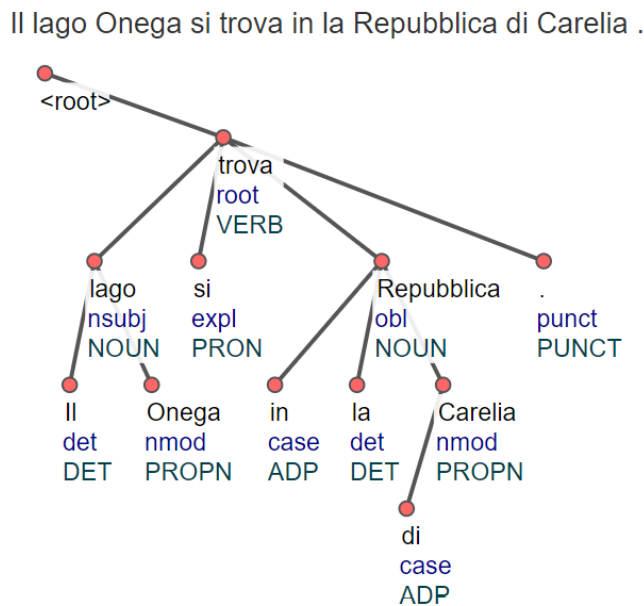 Il lago Onega si trova in la Repubblica di Carelia .
<root>
trova
root
VERB
lago si Repubblica .
nsubj expl obl punct
NOUN PRON NOUN PUNCT
Il Onega in la Carelia
det nmod case det nmod
DET PROPN ADP DET PROPN
di
case
ADP